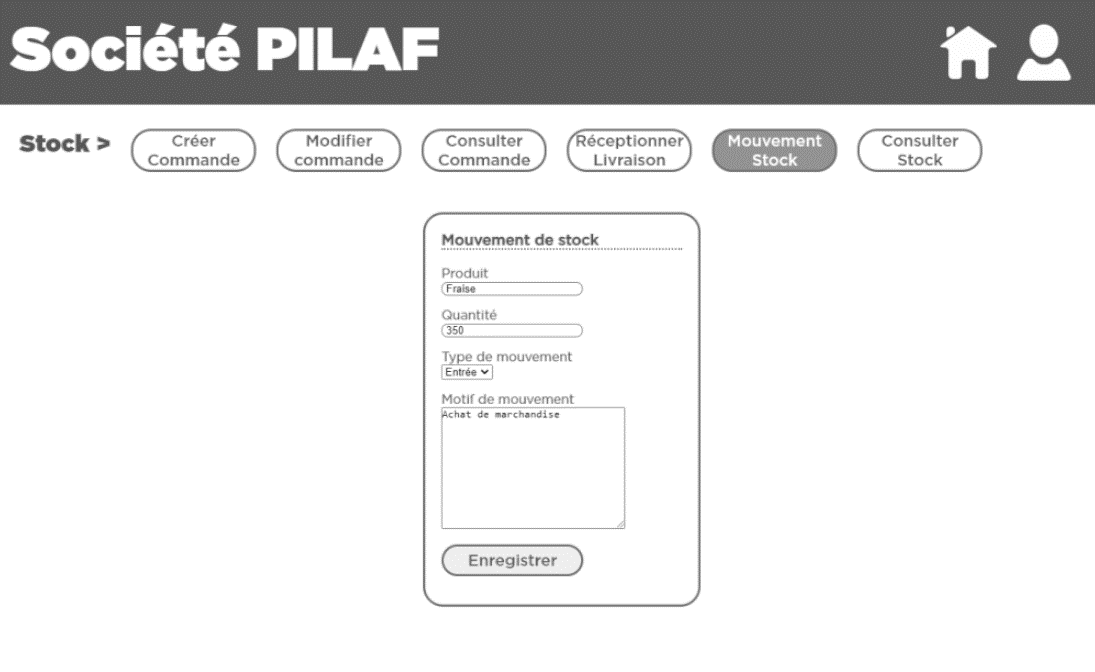 Société PILAF
Stock >
Créer
Commande
Modifier
commande
Consulter
Commande
Réceptionner
Livraison
Mouvement
Stock
Consulter
Stock
Mouvement de stock
Produit
Fraise
Quantité
350
Type de mouvement
Entrée
Motif de mouvement
Achat de marchandise
Enregistrer